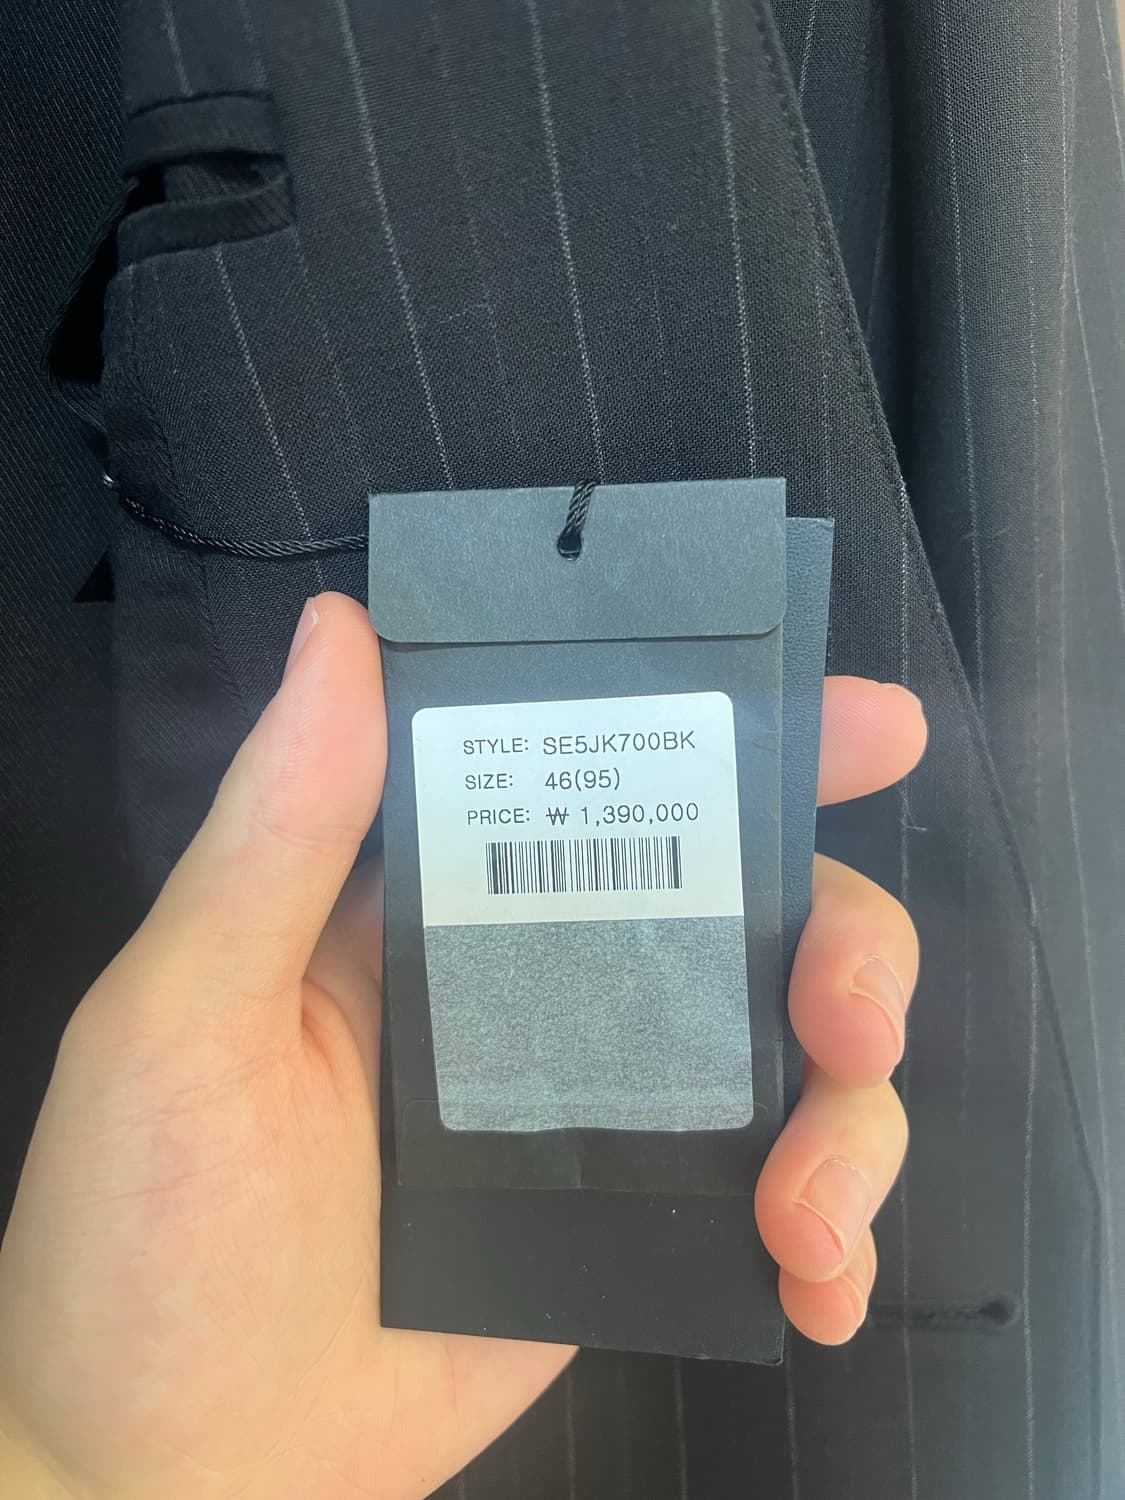 STYLE: SE5JK700BK
SIZE: 46(95)
PRICE: ₩ 1,390,000